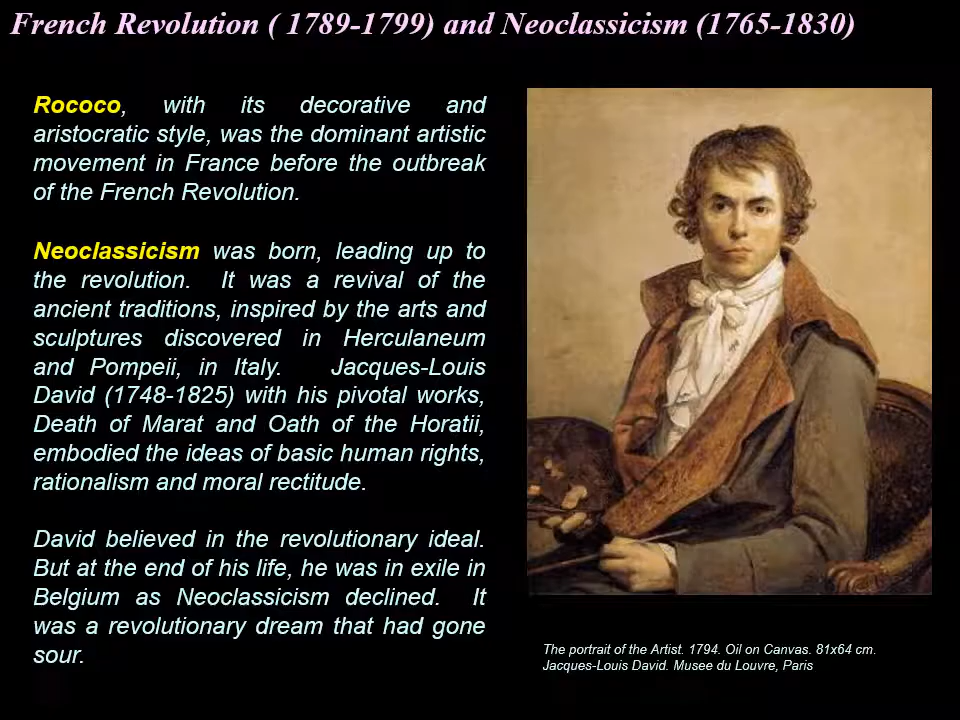 French Revolution ( 1789-1799) and Neoclassicism (1765-1830)
Rococo, with its decorative and
aristocratic style, was the dominant artistic
movement in France before the outbreak
of the French Revolution.
Neoclassicism was born, leading up to
the revolution. It was a revival of the
ancient traditions, inspired by the arts and
sculptures discovered in Herculaneum
and Pompeii, in Italy. Jacques-Louis
David (1748-1825) with his pivotal works,
Death of Marat and Oath of the Horatii,
embodied the ideas of basic human rights,
rationalism and moral rectitude.
David believed in the revolutionary ideal.
But at the end of his life, he was in exile in
Belgium as Neoclassicism declined. It
was a revolutionary dream that had gone
sour.
The portrait of the Artist. 1794. Oil on Canvas. 81x64 cm.
Jacques-Louis David. Musee du Louvre, Paris